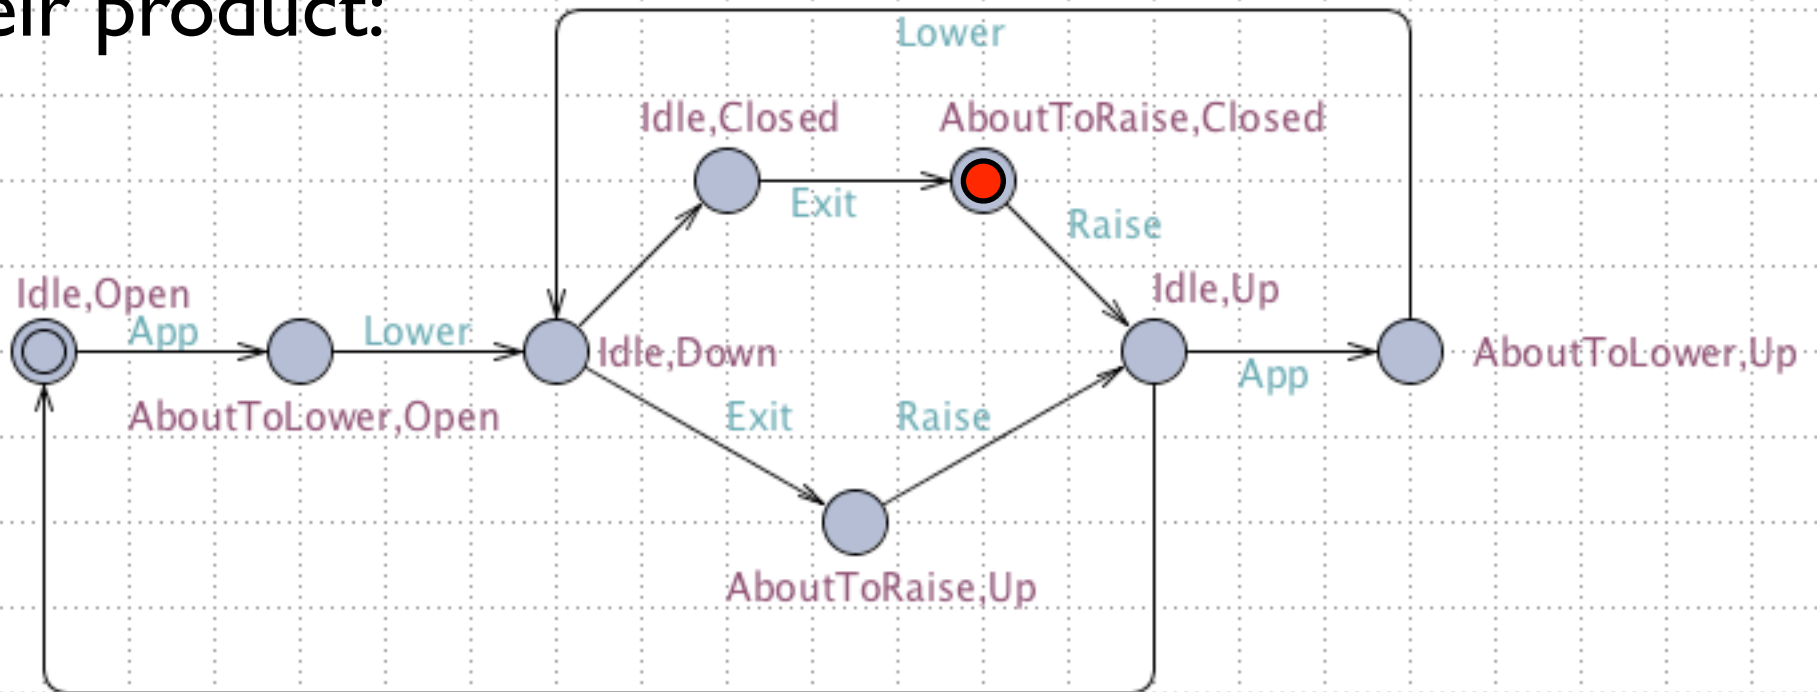 eir product:
Lower
Idle,Closed
AboutToRaise,Closed
Exit
Raise
Idle,Open
App
Lower
Idle,Down
Idle,Up
App
AboutToLower,Up
AboutToLower,Open
Exit
Raise
AboutToRaise,Up